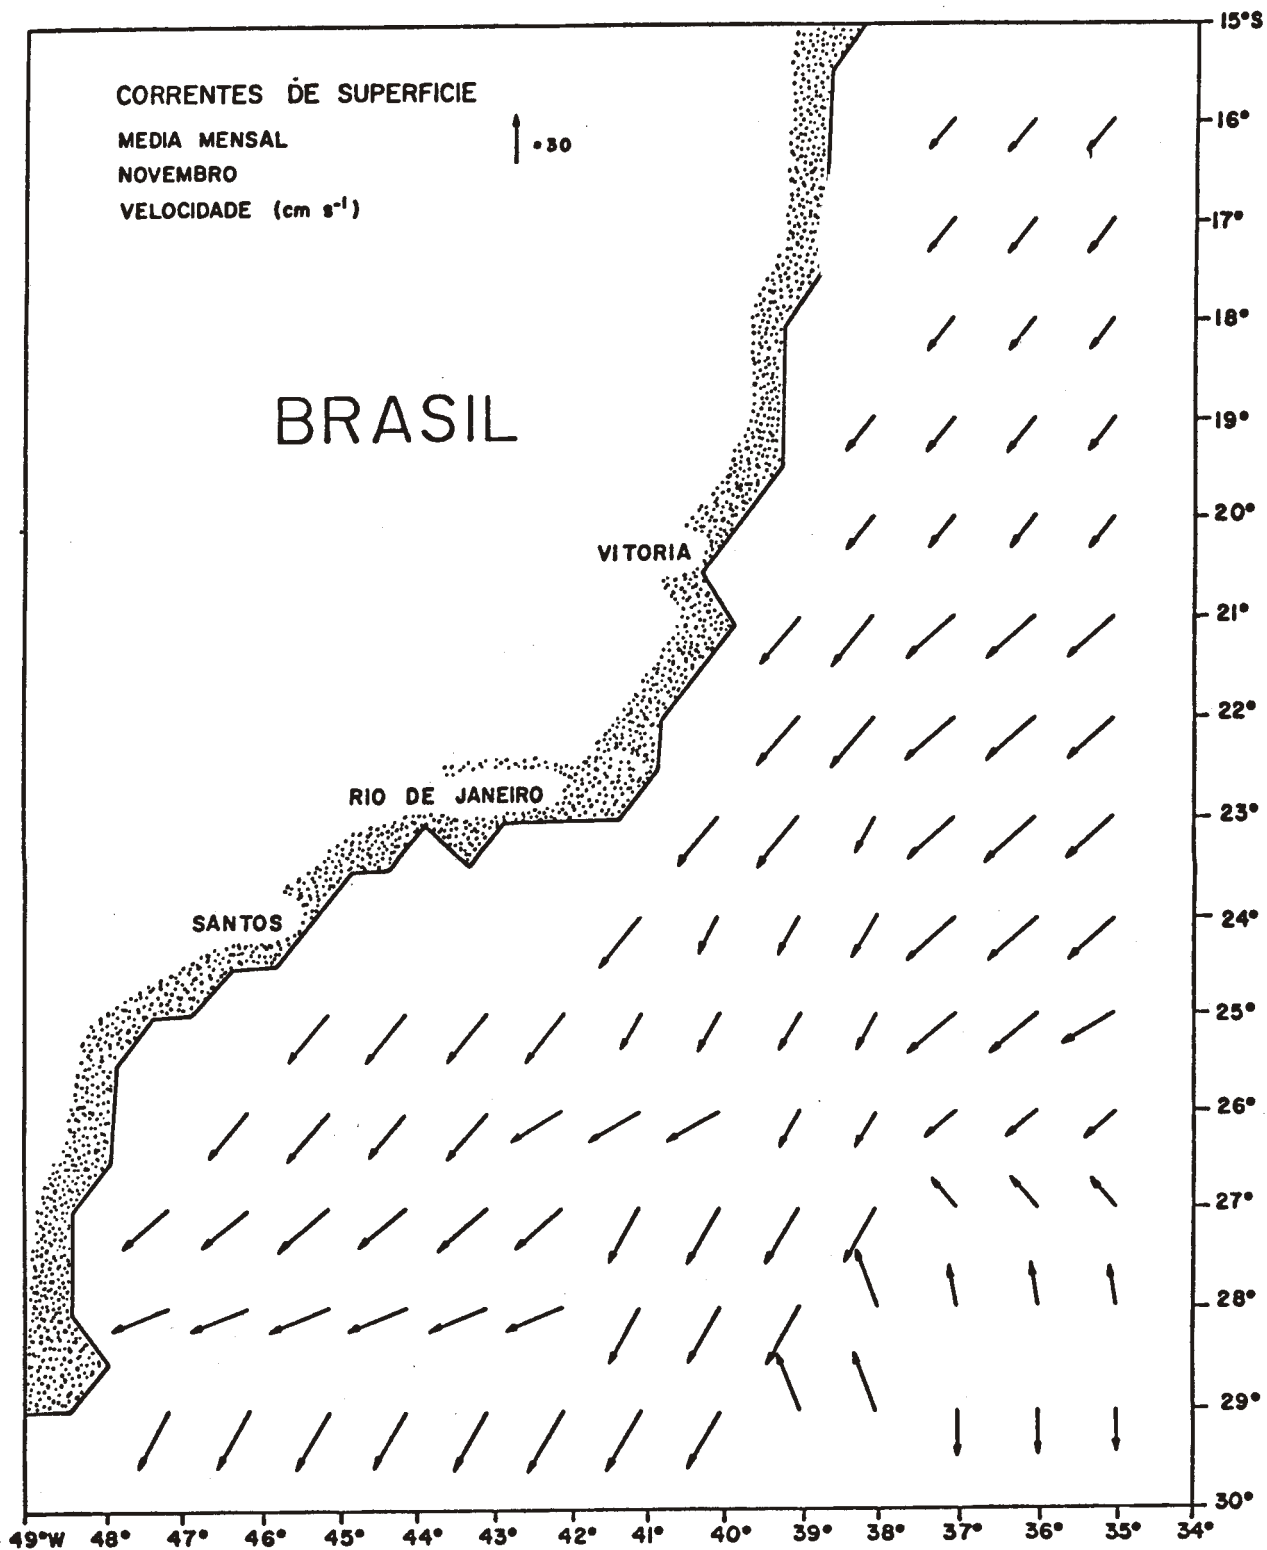 15°S
CORRENTES DE SUPERFICIE
MEDIA MENSAL
•30
NOVEMBRO
VELOCIDADE (cm s⁻¹)
16°
17°
18°
BRASIL
19°
20°
VITORIA
21°
22°
RIO DE JANEIRO
23°
SANTOS
24°
25°
26°
27°
28°
29°
30°
49°W 48° 47° 46° 45° 44° 43° 42° 41° 40° 39° 38° 37° 36° 35° 34°